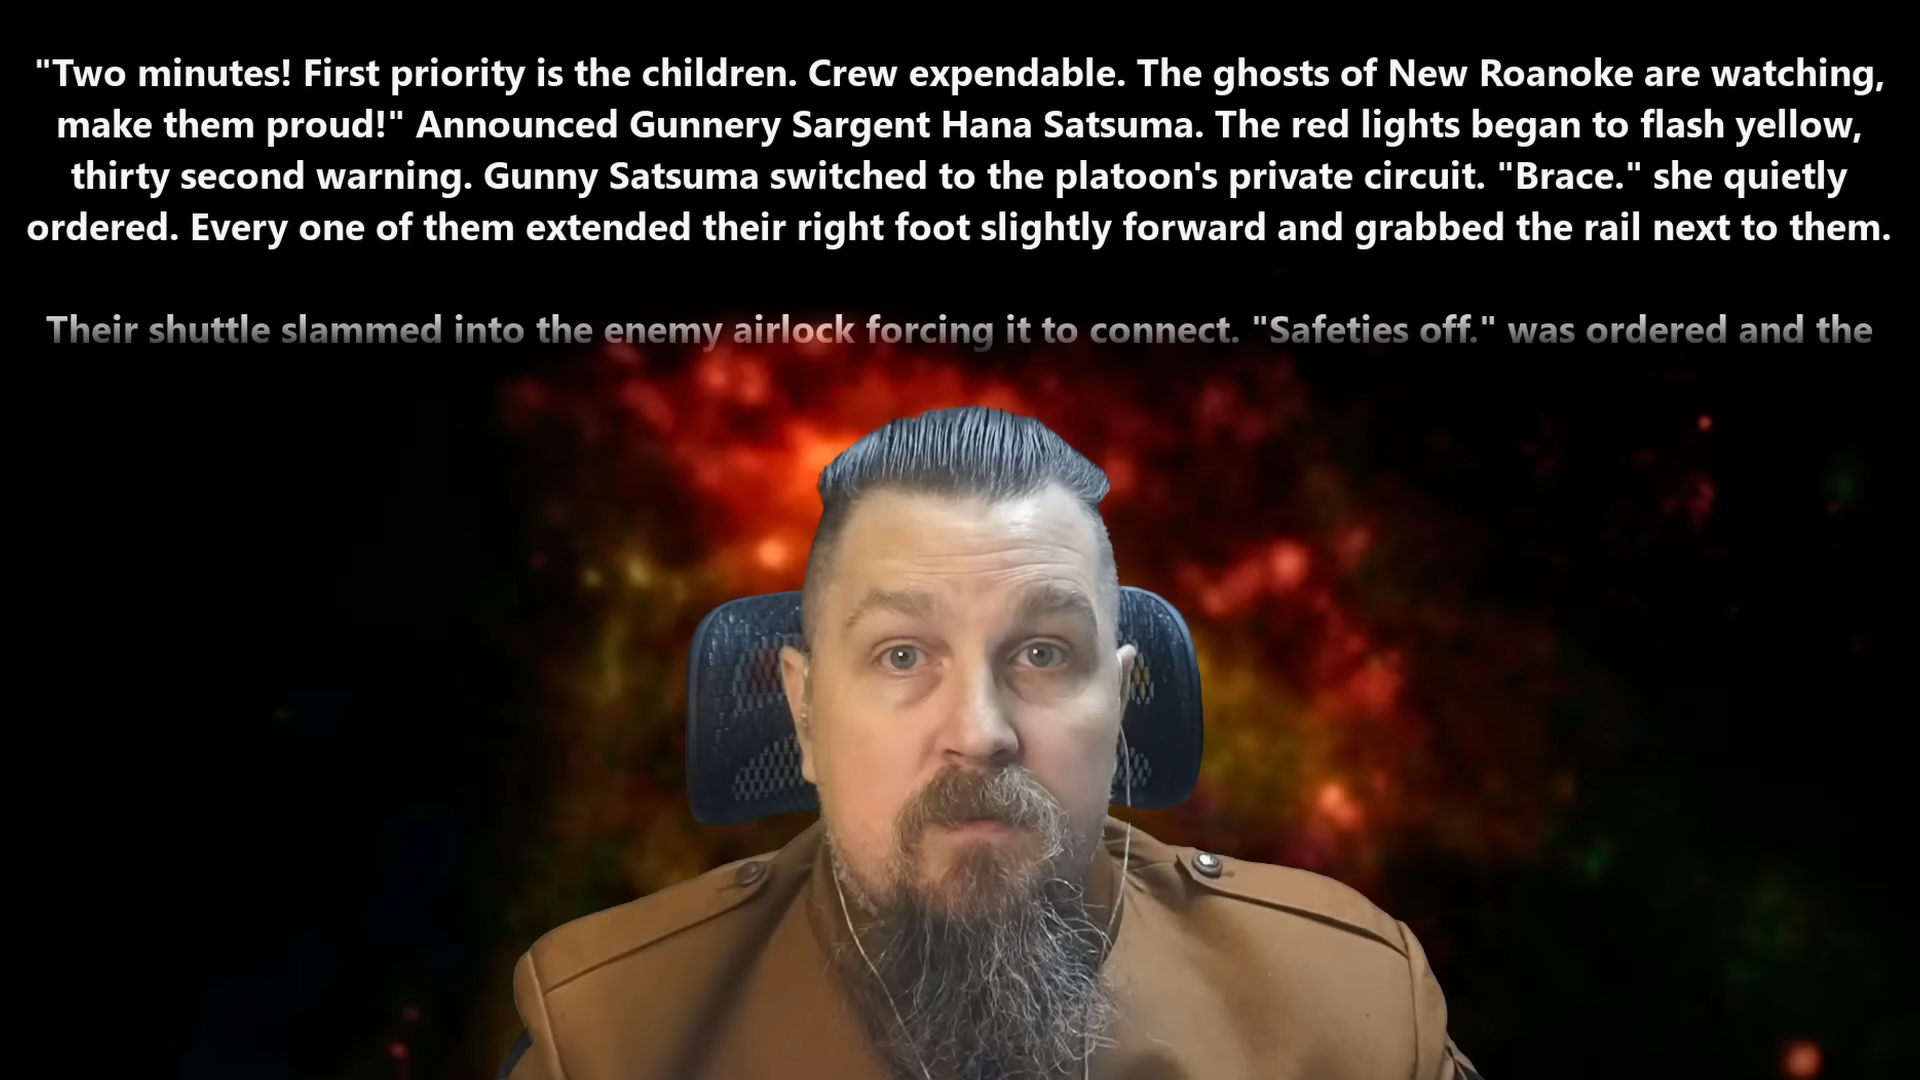 "Two minutes! First priority is the children. Crew expendable. The ghosts of New Roanoke are watching,
make them proud!" Announced Gunnery Sargent Hana Satsuma. The red lights began to flash yellow,
thirty second warning. Gunny Satsuma switched to the platoon's private circuit. "Brace." she quietly
ordered. Every one of them extended their right foot slightly forward and grabbed the rail next to them.
Their shuttle slammed into the enemy airlock forcing it to connect. "Safeties off." was ordered and the